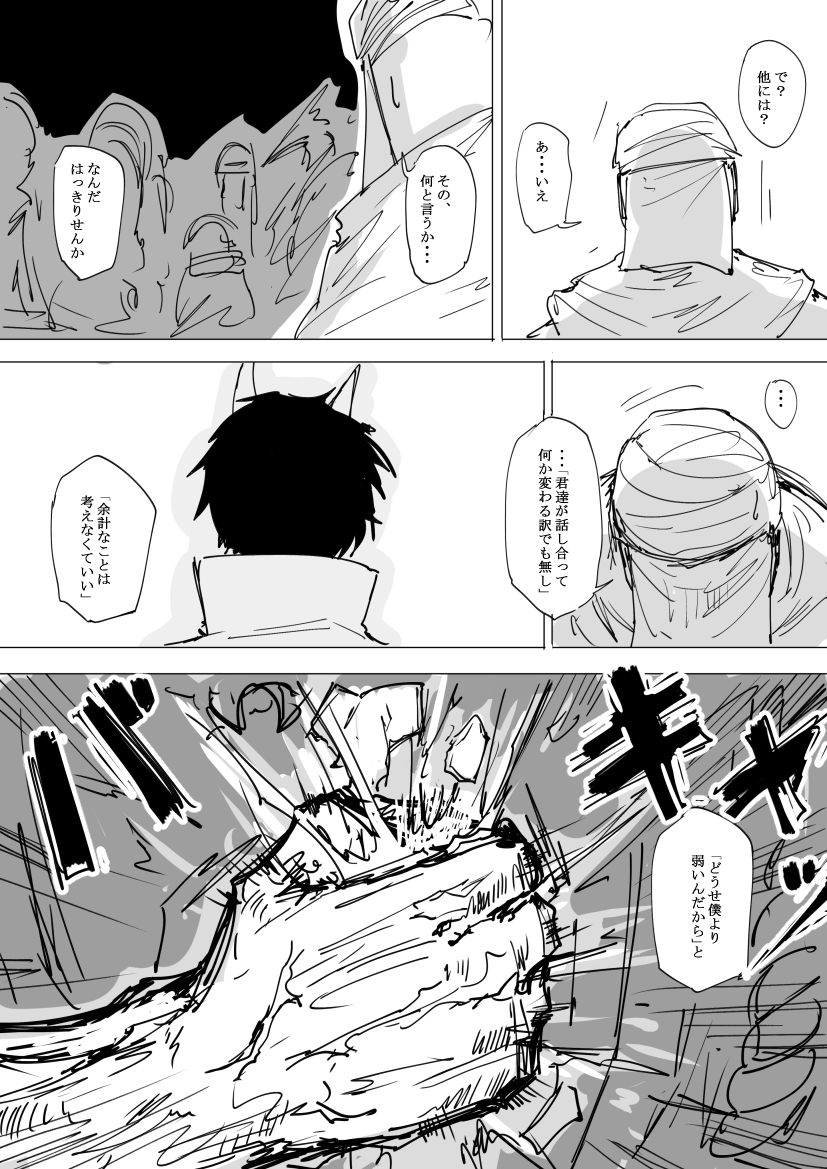 で？
他には？
あ・・・いえ
その、
何と言うか・・・
なんだ
はっきりせんか
・・・
・・・「君達が話し合って
何か変わる訳でも無し」
「余計なことは
考えなくていい」
バキャッ
「どうせ僕より
弱いんだから」と